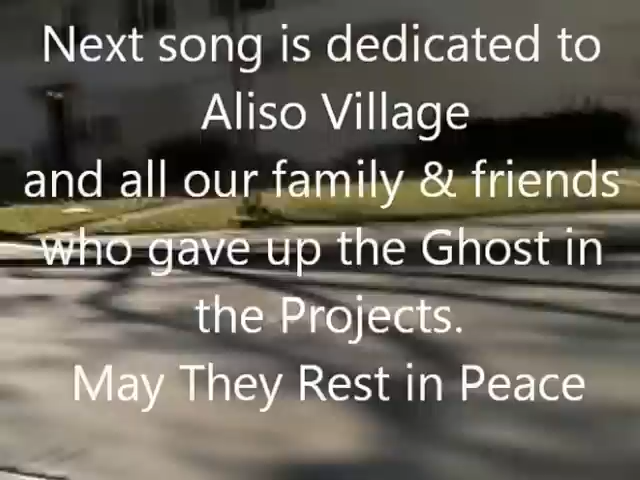 Next song is dedicated to
Aliso Village
and all our family & friends
who gave up the Ghost in
the Projects.
May They Rest in Peace